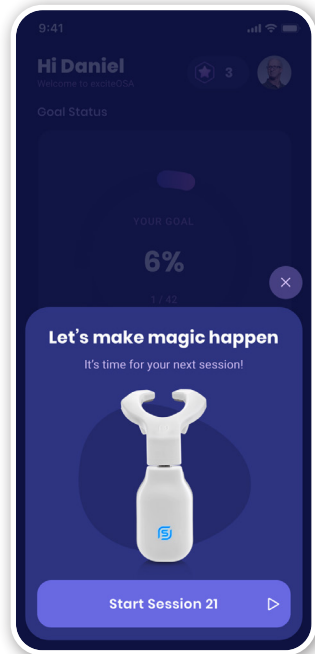 9:41
Hi Daniel
3
Welcome to exciteOSA
Goal Status
YOUR GOAL
6%
1 / 42
Let's make magic happen
It's time for your next session!
Start Session 21